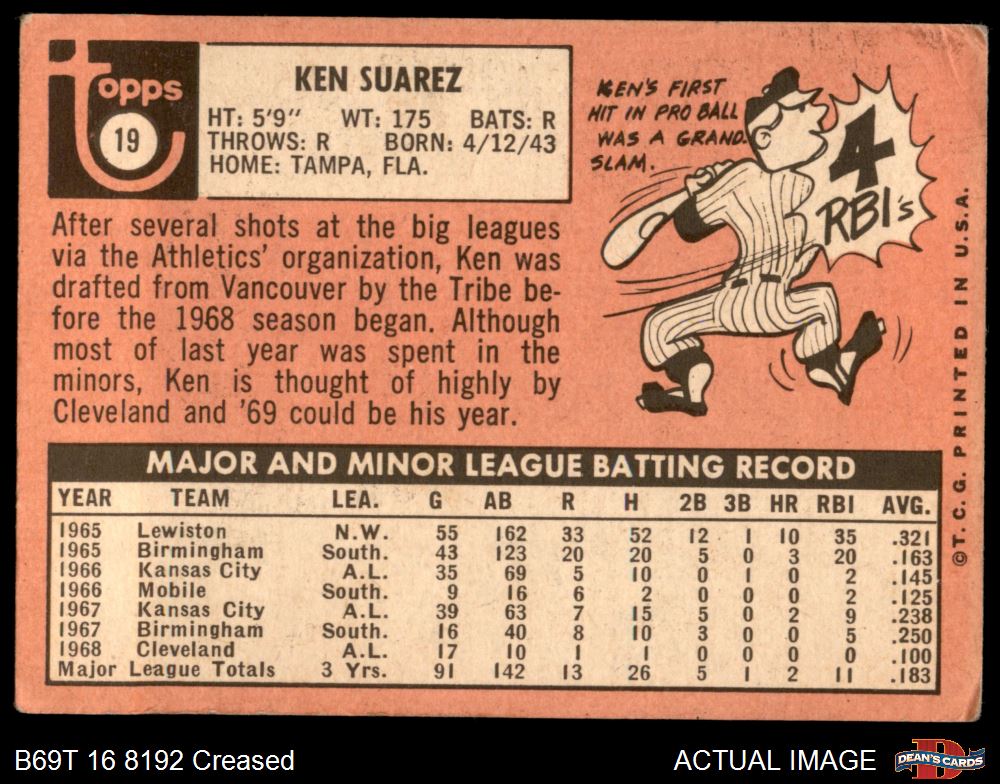 Topps
19
KEN SUAREZ
HT: 5'9" WT: 175 BATS: R
THROWS: R BORN: 4/12/43
HOME: TAMPA, FLA.
KEN'S FIRST
HIT IN PRO BALL
WAS A GRAND
SLAM.
4
RBI's
After several shots at the big leagues
via the Athletics' organization, Ken was
drafted from Vancouver by the Tribe be-
fore the 1968 season began. Although
most of last year was spent in the
minors, Ken is thought of highly by
Cleveland and '69 could be his year.
©T.C.G. PRINTED IN U.S.A.
MAJOR AND MINOR LEAGUE BATTING RECORD
YEAR TEAM LEA. G AB R H 2B 3B HR RBI AVG.
1965 Lewiston N.W. 55 162 33 52 12 1 10 35 .321
1965 Birmingham South. 43 123 20 20 5 0 3 20 .163
1966 Kansas City A.L. 35 69 5 10 0 1 0 2 .145
1966 Mobile South. 9 16 6 2 0 0 0 2 .125
1967 Kansas City A.L. 39 63 7 15 5 0 2 9 .238
1967 Birmingham South. 16 40 8 10 3 0 0 5 .250
1968 Cleveland A.L. 17 10 1 1 0 0 0 0 .100
Major League Totals 3 Yrs. 91 142 13 26 5 1 2 11 .183
B69T 16 8192 Creased
ACTUAL IMAGE
DEAN'S CARDS